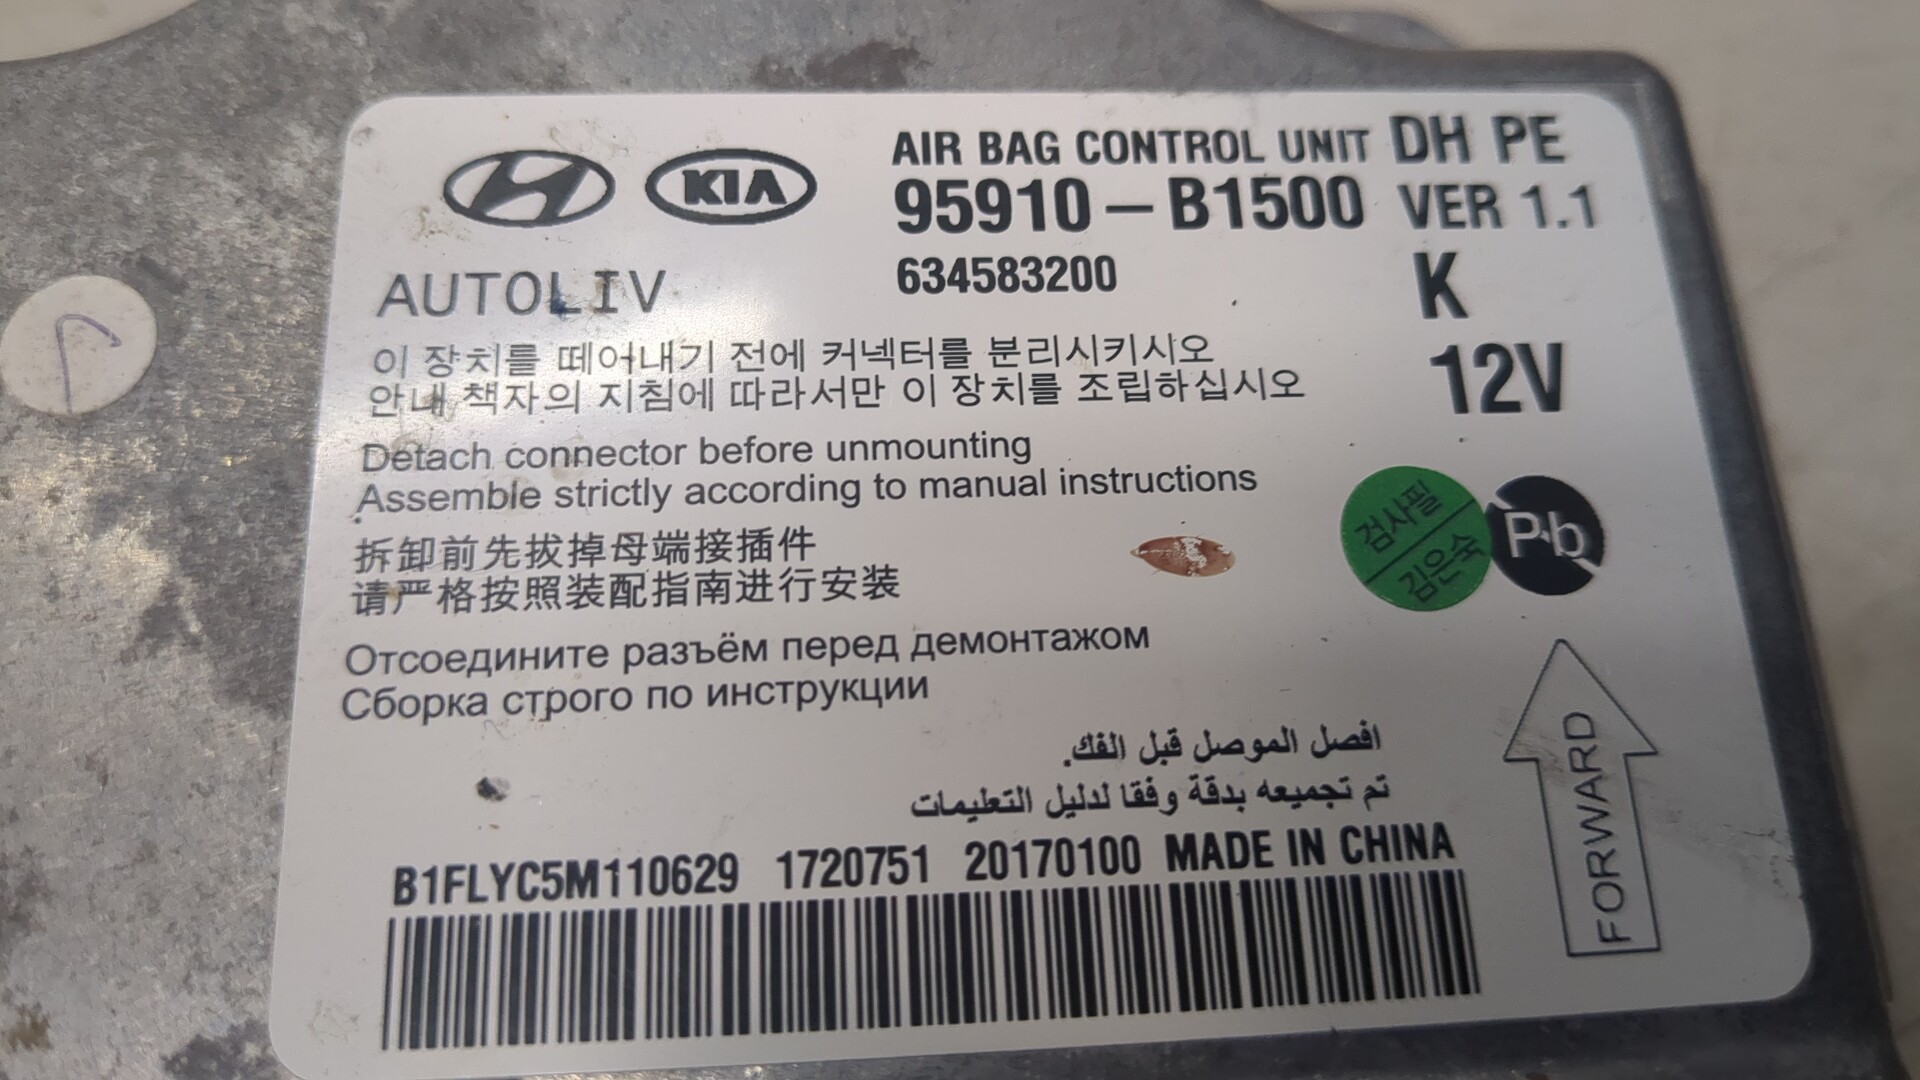 AIR BAG CONTROL UNIT DH PE
95910-B1500 VER 1.1
KIA
634583200 K
AUTOLIV
12V
이 장치를 떼어내기 전에 커넥터를 분리시키시오
안내 책자의 지침에 따라서만 이 장치를 조립하십시오
Detach connector before unmounting
Assemble strictly according to manual instructions
拆卸前先拔掉母端接插件
请严格按照装配指南进行安装
검사필
김은숙
Pb
Отсоедините разъём перед демонтажом
Сборка строго по инструкции
افصل الموصل قبل الفك.
تم تجميعه بدقة وفقا لدليل التعليمات
FORWARD
B1FLYC5M110629 1720751 20170100 MADE IN CHINA